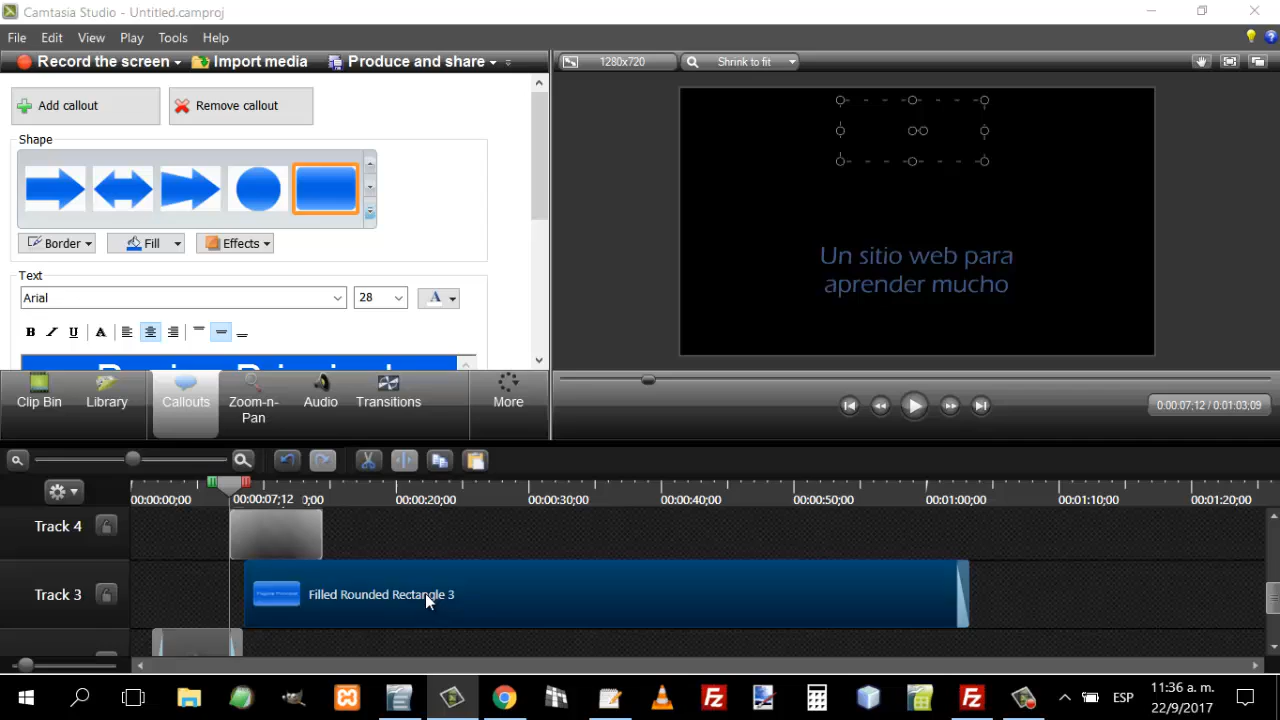 Camtasia Studio - Untitled.camproj
File Edit View Play Tools Help
Record the screen Import media Produce and share
1280x720 Shrink to fit
Add callout Remove callout
Shape
Border Fill Effects
Text
Arial 28
B I U A
Un sitio web para
aprender mucho
Clip Bin Library Callouts Zoom-n-Pan Audio Transitions More
0:00:07;12 / 0:01:03;09
00:00:00;00 00:00:07;12 00:00:20;00 00:00:30;00 00:00:40;00 00:00:50;00 00:01:00;00 00:01:10;00 00:01:20;00
Track 4
Track 3 Filled Rounded Rectangle 3
ESP 11:36 a. m.
22/9/2017